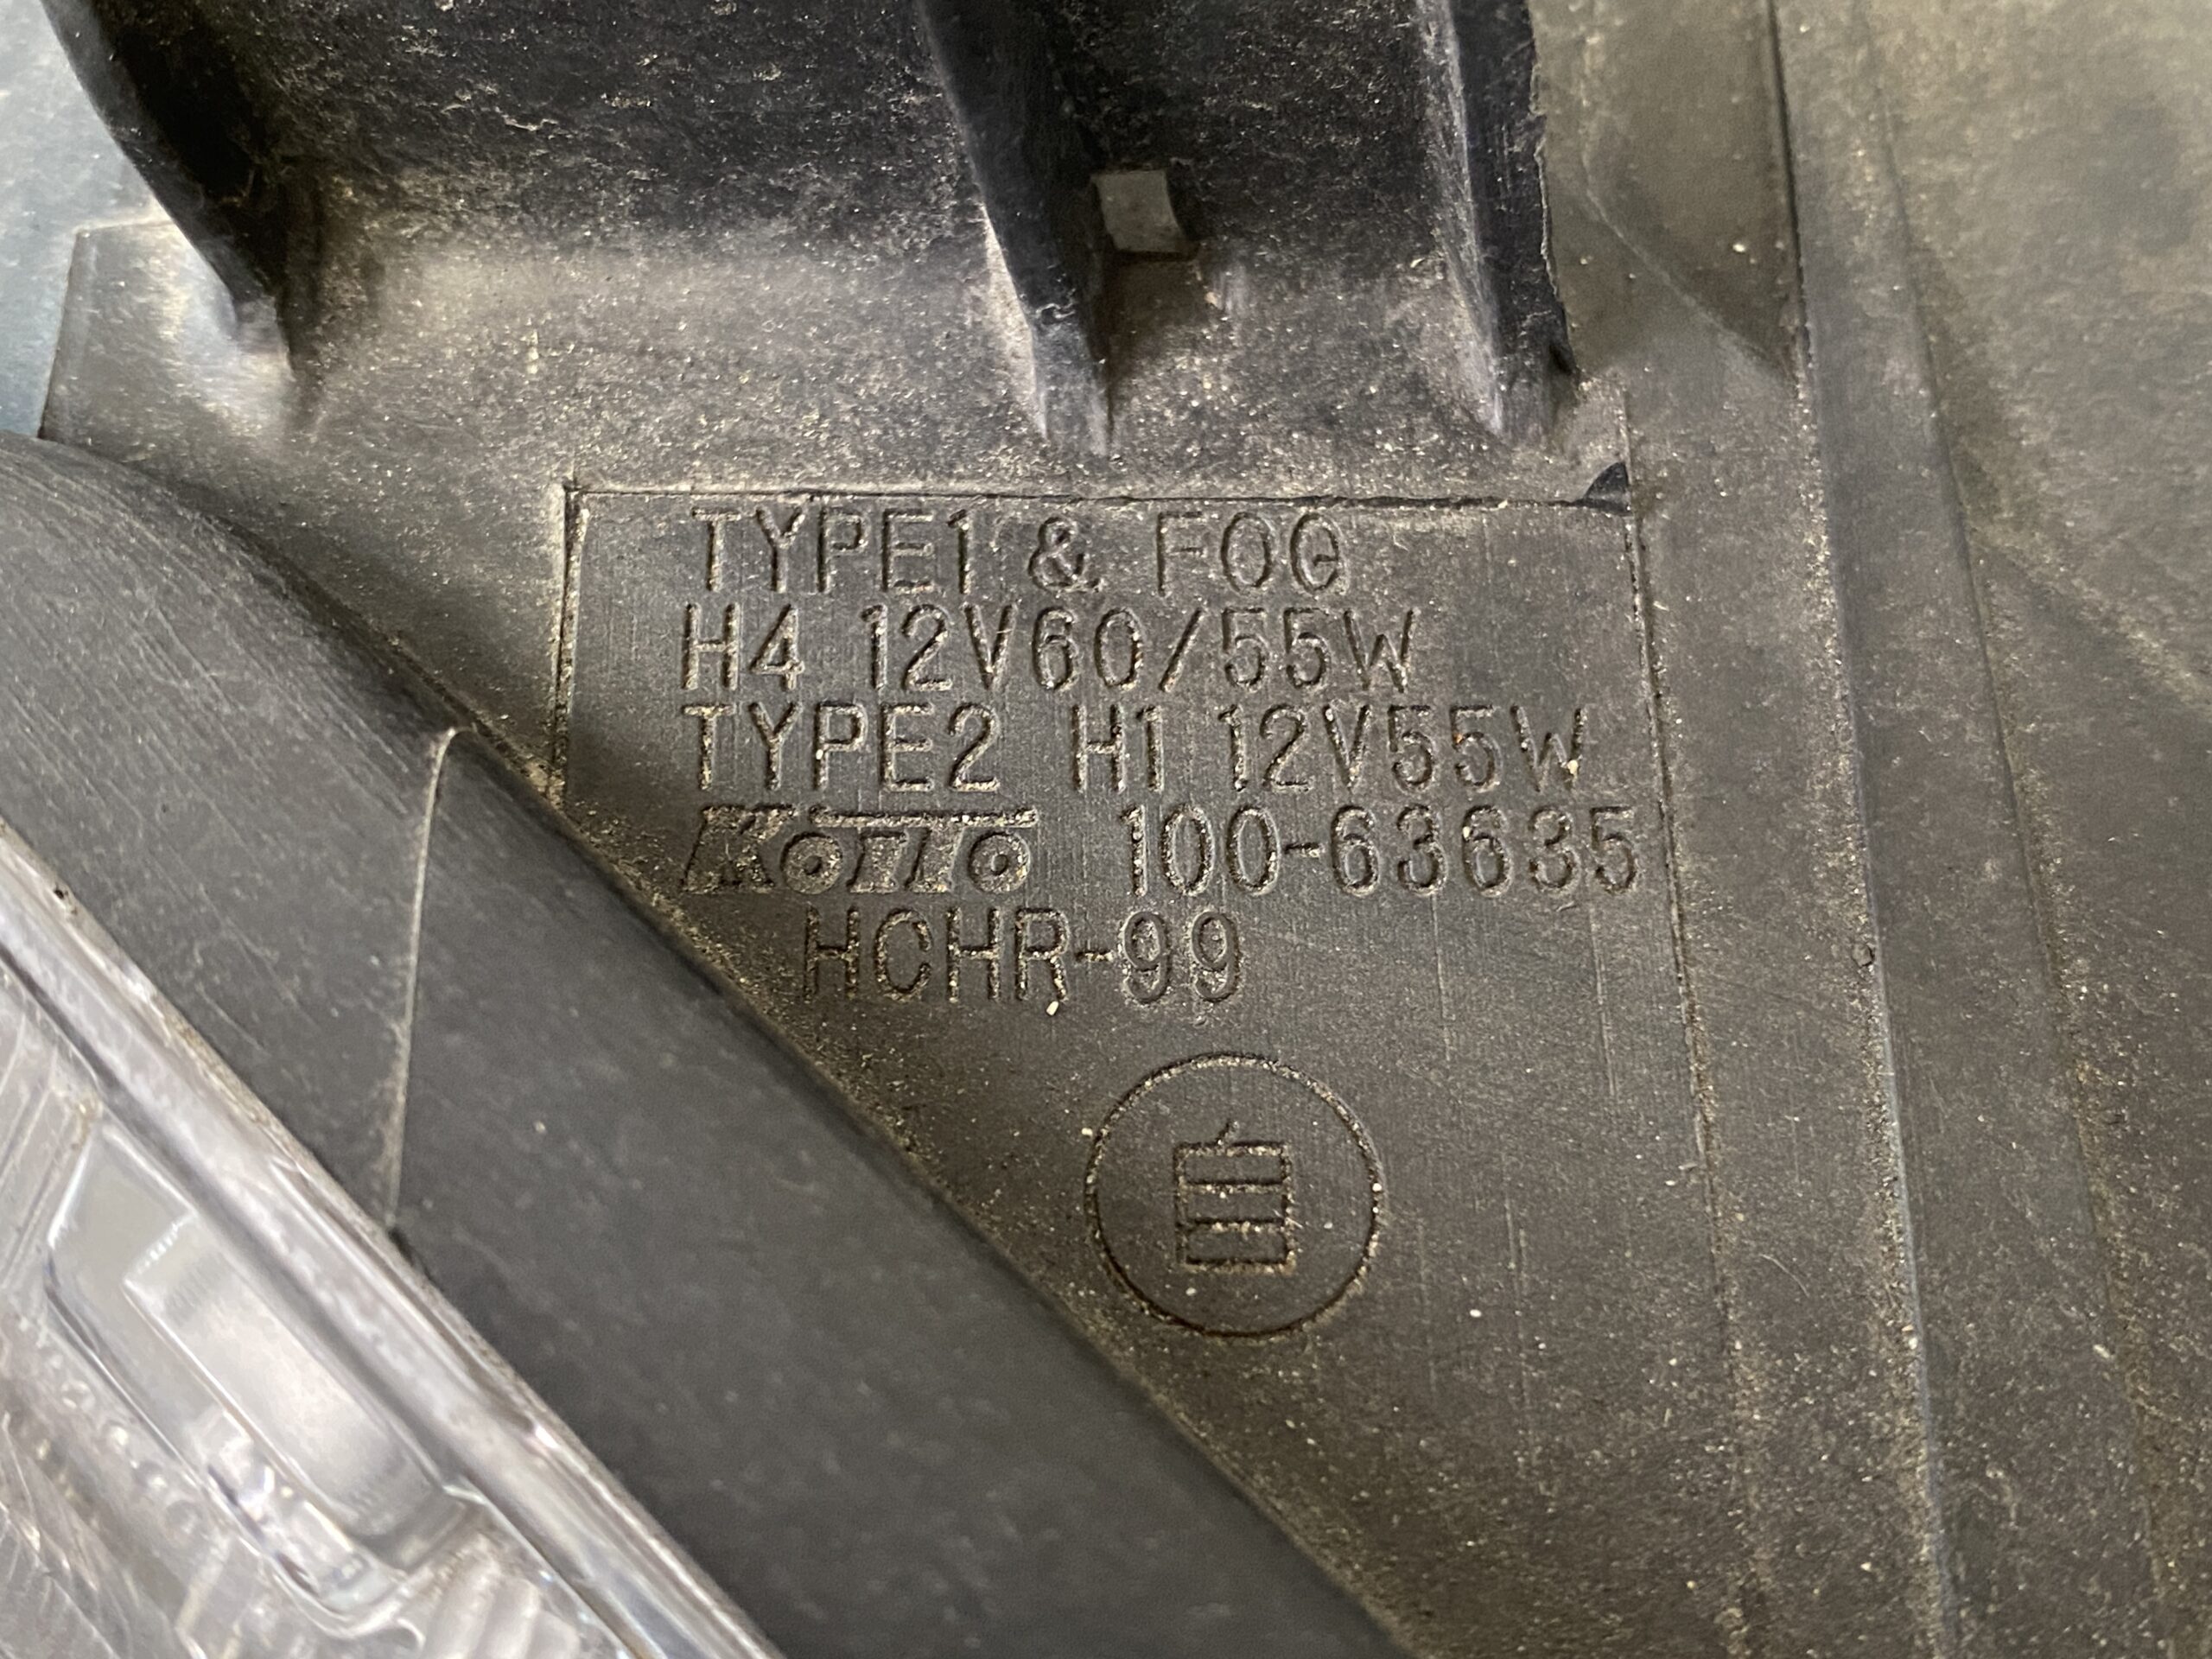 TYPE1 & FOG
H4 12V60/55W
TYPE2 H1 12V55W
KOITO 100-63635
HCHR-99
自